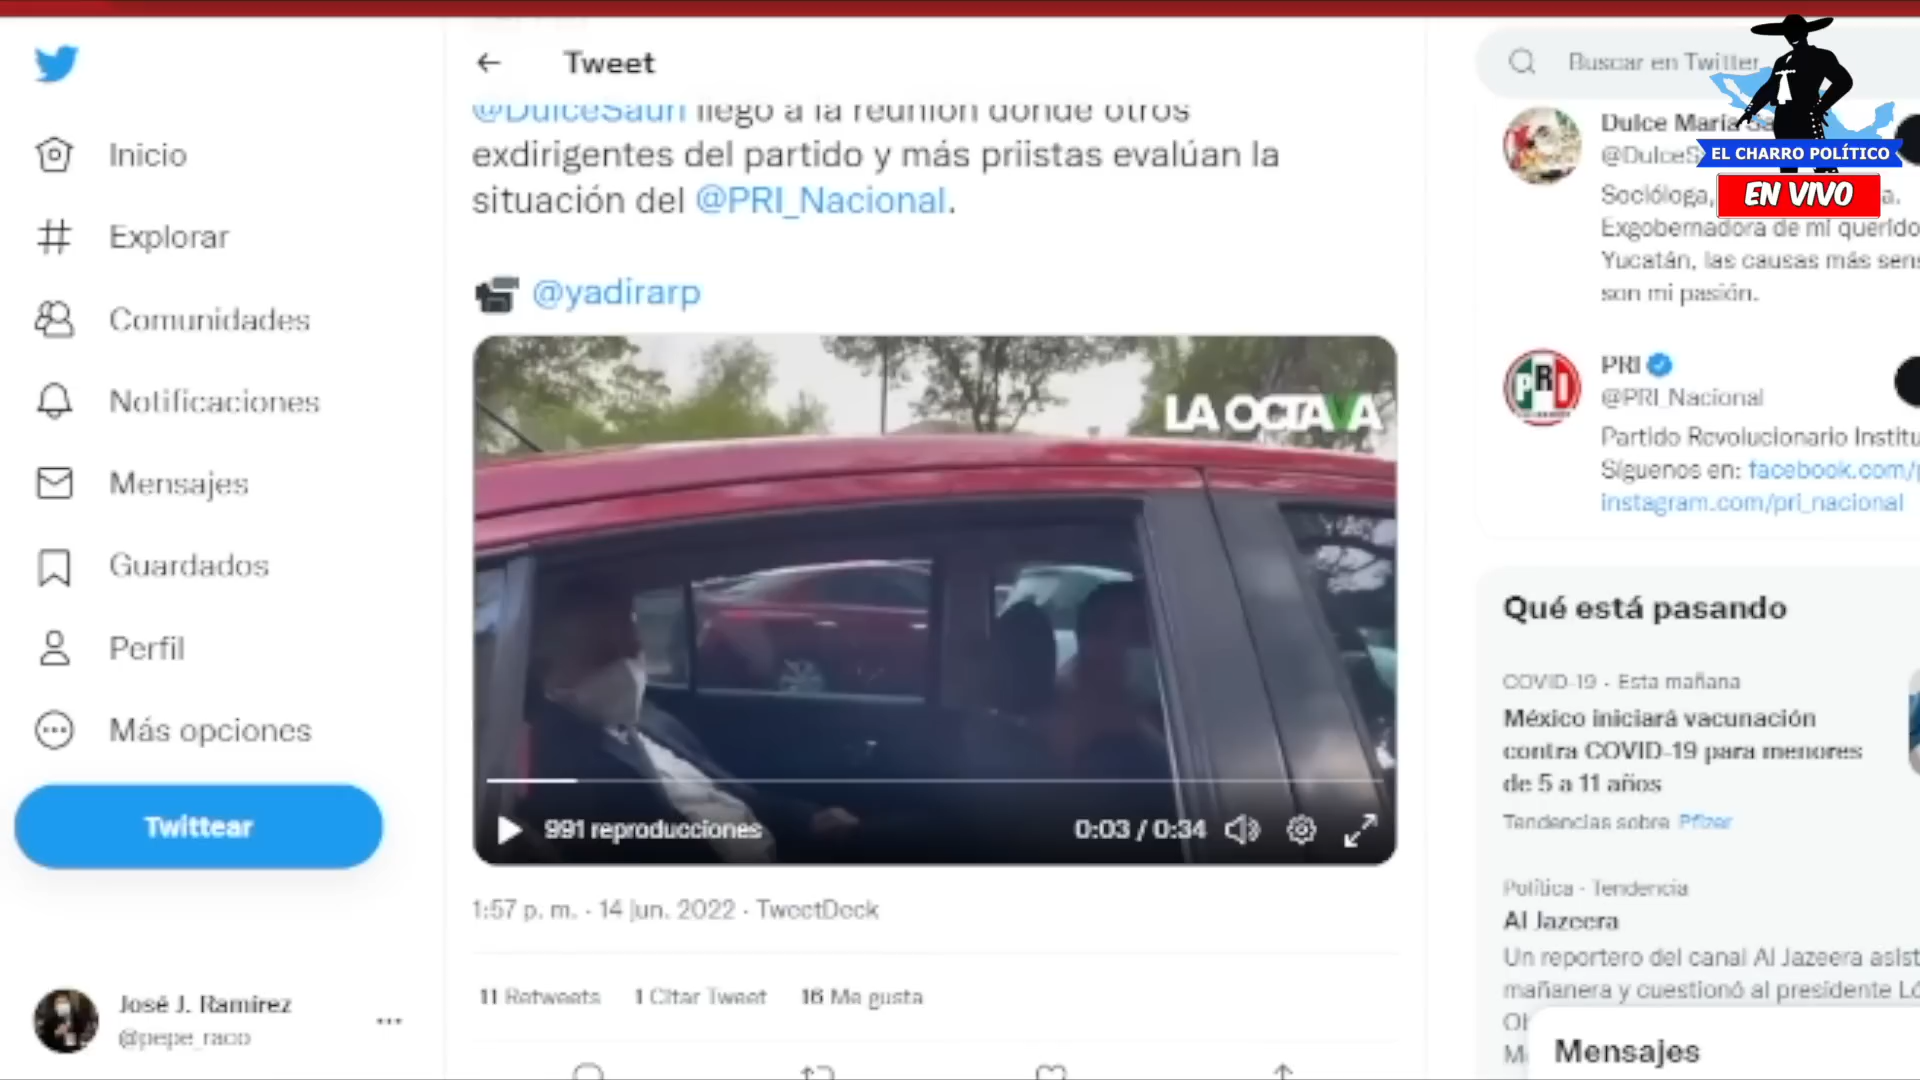 Tweet
Buscar en Twitter
@DulceSauri llegó a la reunión donde otros
exdirigentes del partido y más priistas evalúan la
situación del @PRI_Nacional.
@yadirarp
LA OCTAVA
991 reproducciones
0:03 / 0:34
1:57 p. m. · 14 jun. 2022 · TweetDeck
11 Retweets 1 Citar Tweet 16 Me gusta
Inicio
Explorar
Comunidades
Notificaciones
Mensajes
Guardados
Perfil
Más opciones
Twittear
José J. Ramírez
@pepe_raco
EL CHARRO POLÍTICO
EN VIVO
Dulce María
@DulceS
Socióloga,
Exgobernadora de mi querido
Yucatán, las causas más sens
son mi pasión.
PRI
PRI
@PRI_Nacional
Partido Revolucionario Institu
Síguenos en: facebook.com/p
instagram.com/pri_nacional
Qué está pasando
COVID-19 · Esta mañana
México iniciará vacunación
contra COVID-19 para menores
de 5 a 11 años
Tendencias sobre Pfizer
Política · Tendencia
Al Jazeera
Un reportero del canal Al Jazeera asist
mañanera y cuestionó al presidente Ló
Mensajes